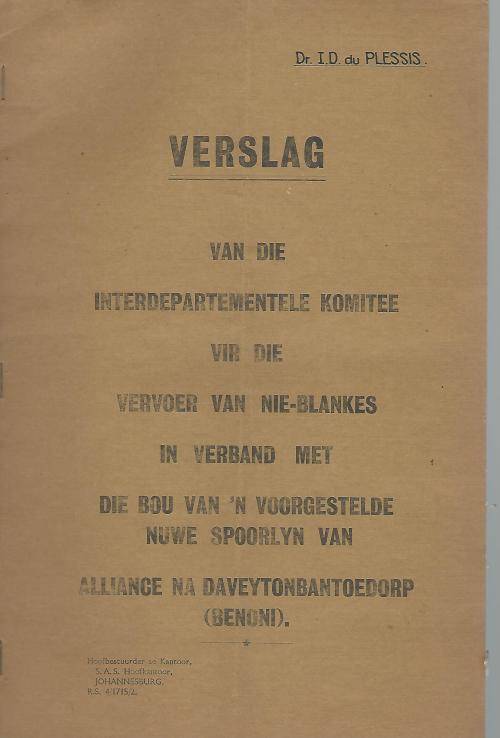 Dr. I.D. du PLESSIS.
VERSLAG
VAN DIE
INTERDEPARTEMENTELE KOMITEE
VIR DIE
VERVOER VAN NIE-BLANKES
IN VERBAND MET
DIE BOU VAN 'N VOORGESTELDE
NUWE SPOORLYN VAN
ALLIANCE NA DAVEYTONBANTOEDORP
(BENONI).
Hoofbestuurder se Kantoor,
S.A.S. Hoofkantoor,
JOHANNESBURG.
R.S. 4/1715/2.